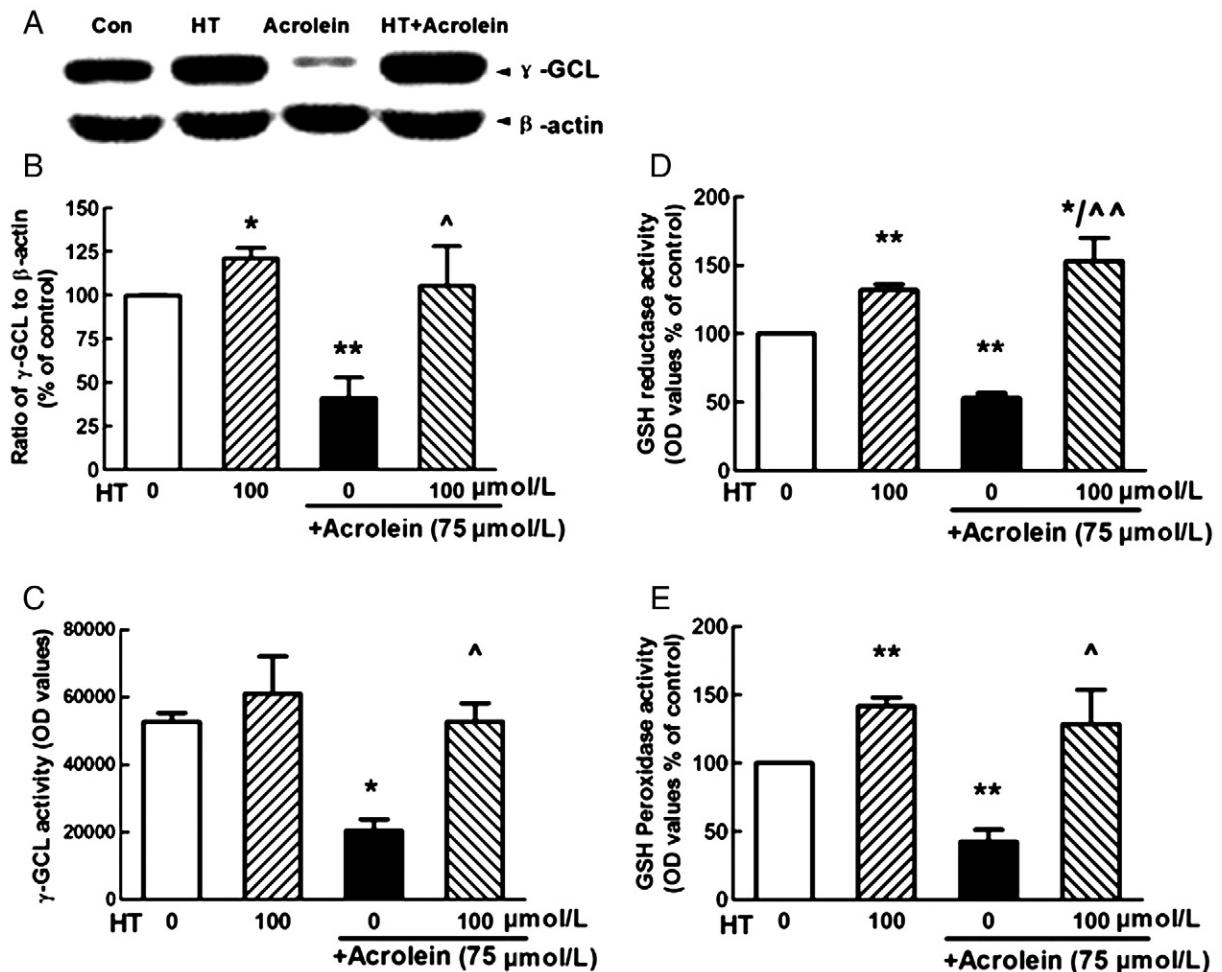 A
Con HT Acrolein HT+Acrolein
◄ γ -GCL
◄ β -actin
B
Ratio of γ-GCL to β-actin
(% of control)
150
125
100
75
50
25
0
* ** ^
HT 0 100 0 100 μmol/L
+Acrolein (75 μmol/L)
C
γ-GCL activity (OD values)
80000
60000
40000
20000
0
* ^
HT 0 100 0 100 μmol/L
+Acrolein (75 μmol/L)
D
GSH reductase activity
(OD values % of control)
200
150
100
50
0
** ** */^^
HT 0 100 0 100 μmol/L
+Acrolein (75 μmol/L)
E
GSH Peroxidase activity
(OD values % of control)
200
150
100
50
0
** ** ^
HT 0 100 0 100 μmol/L
+Acrolein (75 μmol/L)